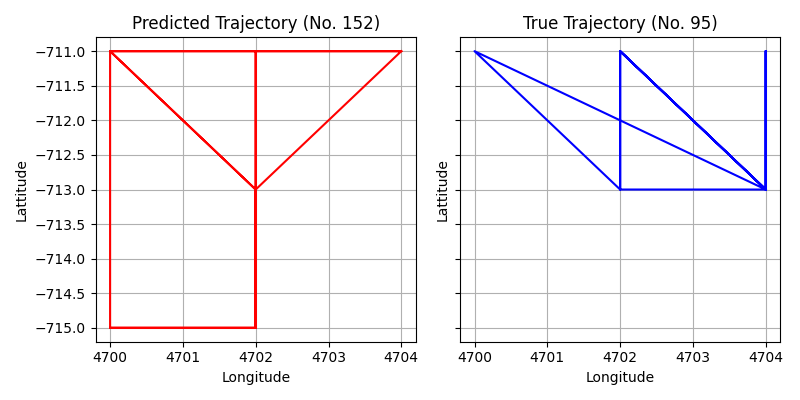 Predicted Trajectory (No. 152)
True Trajectory (No. 95)
−711.0
−711.5
−712.0
−712.5
−713.0
−713.5
−714.0
−714.5
−715.0
Lattitude
Lattitude
4700 4701 4702 4703 4704
4700 4701 4702 4703 4704
Longitude
Longitude